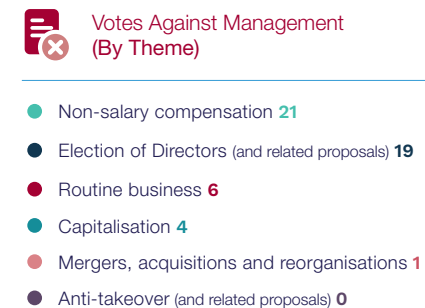 Votes Against Management
(By Theme)
Non-salary compensation 21
Election of Directors (and related proposals) 19
Routine business 6
Capitalisation 4
Mergers, acquisitions and reorganisations 1
Anti-takeover (and related proposals) 0